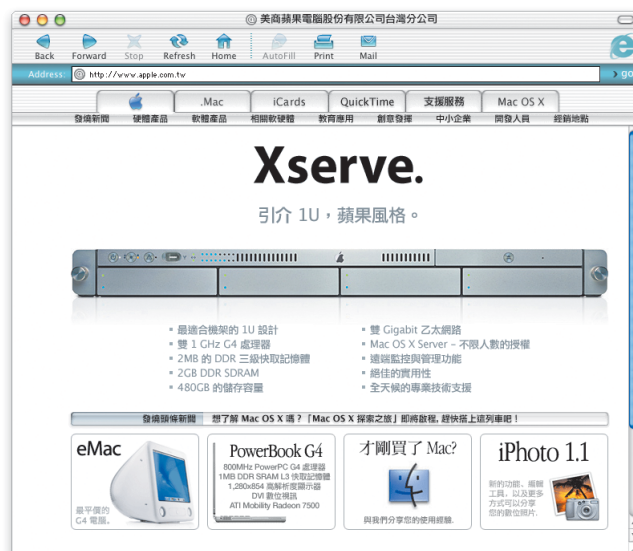 美商蘋果電腦股份有限公司台灣分公司
Back Forward Stop Refresh Home AutoFill Print Mail
Address: http://www.apple.com.tw go
.Mac iCards QuickTime 支援服務 Mac OS X
發燒新聞 硬體產品 軟體產品 相關軟硬體 教育應用 創意發揮 中小企業 開發人員 經銷地點
Xserve.
引介 1U，蘋果風格。
▪ 最適合機架的 1U 設計
▪ 雙 1 GHz G4 處理器
▪ 2MB 的 DDR 三級快取記憶體
▪ 2GB DDR SDRAM
▪ 480GB 的儲存容量
▪ 雙 Gigabit 乙太網路
▪ Mac OS X Server – 不限人數的授權
▪ 遠端監控與管理功能
▪ 絕佳的實用性
▪ 全天候的專業技術支援
發燒頭條新聞 想了解 Mac OS X 嗎？「Mac OS X 探索之旅」即將啟程, 趕快搭上這列車吧！
eMac
最平價的
G4 電腦。
PowerBook G4
800MHz PowerPC G4 處理器
1MB DDR SRAM L3 快取記憶體
1,280x854 高解析度顯示器
DVI 數位視訊
ATI Mobility Radeon 7500
才剛買了 Mac?
與我們分享您的使用經驗.
iPhoto 1.1
新的功能、編輯
工具，以及更多
方式可以分享
您的數位照片.